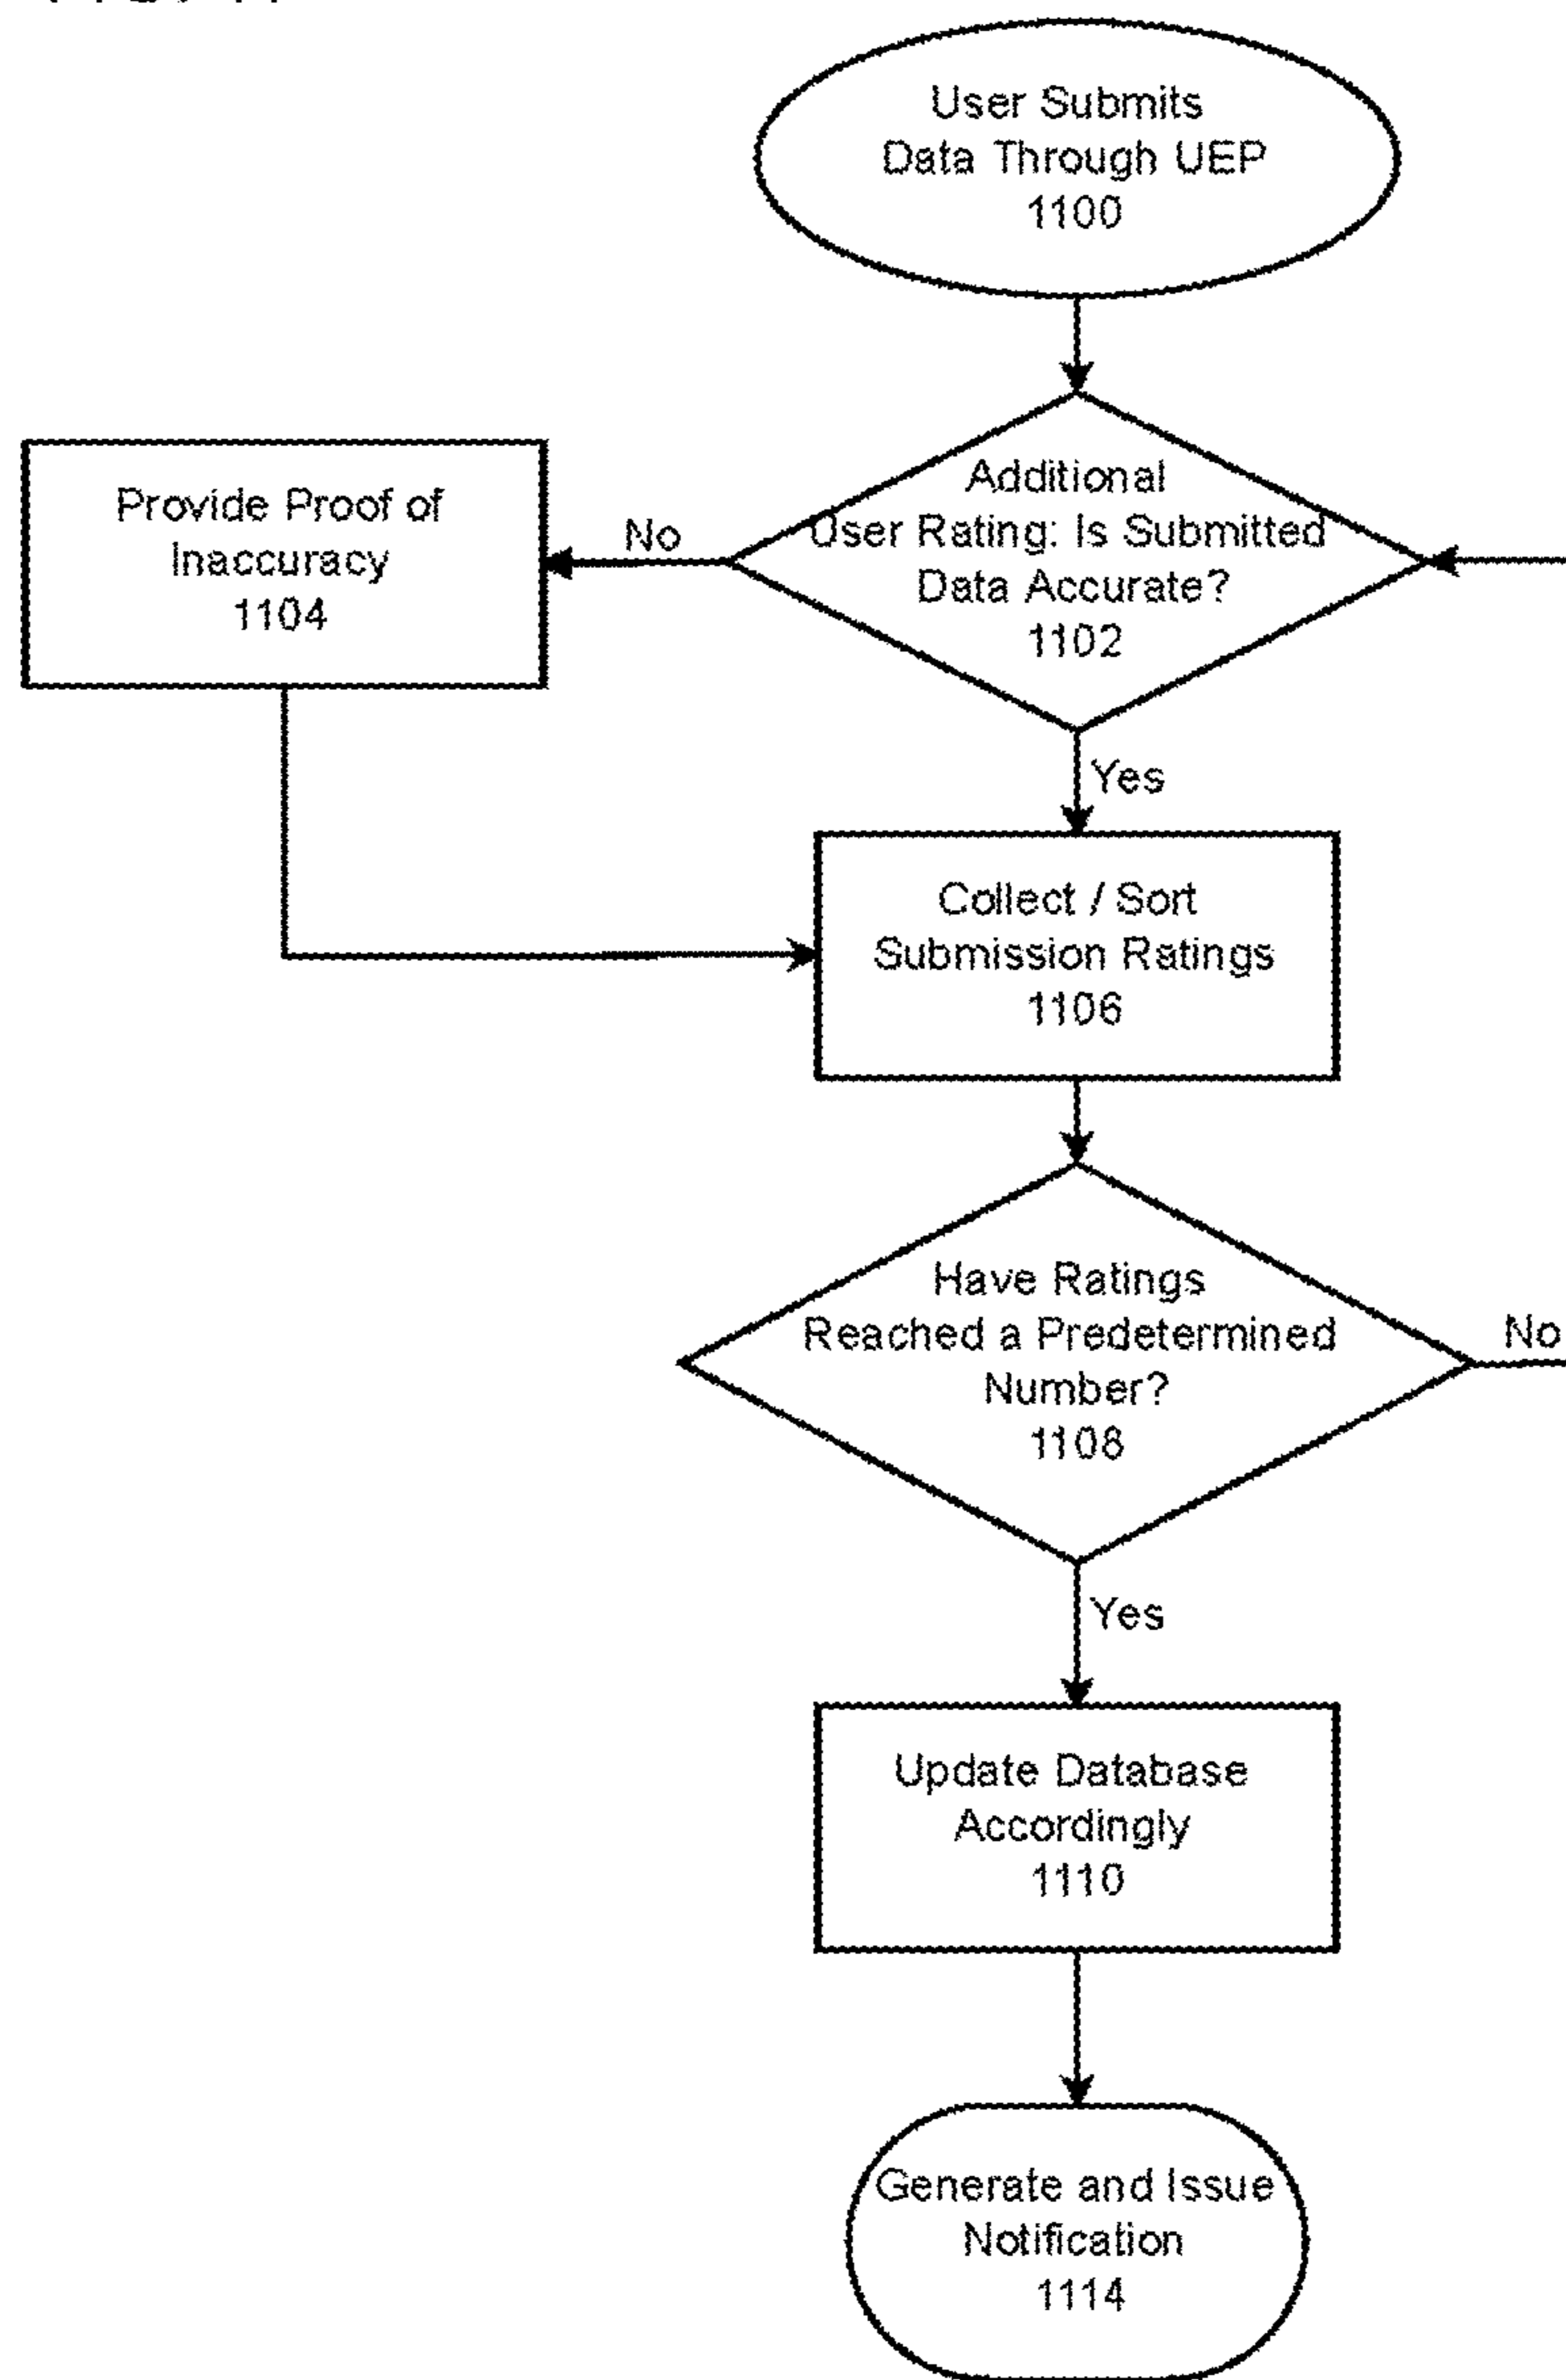 User Submits
Data Through UEP
1100
Additional
User Rating: Is Submitted
Data Accurate?
1102
No
Provide Proof of
Inaccuracy
1104
Yes
Collect / Sort
Submission Ratings
1106
Have Ratings
Reached a Predetermined
Number?
1108
No
Yes
Update Database
Accordingly
1110
Generate and Issue
Notification
1114